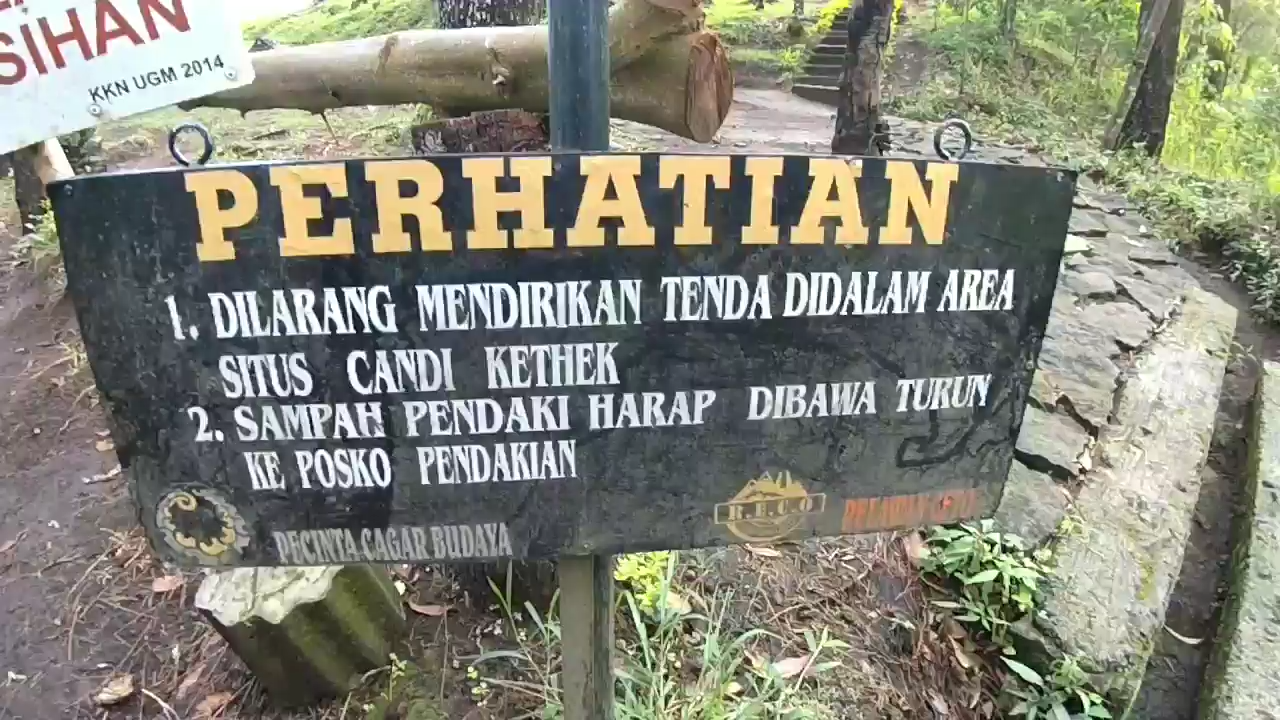 SIHAN
KKN UGM 2014
PERHATIAN
1. DILARANG MENDIRIKAN TENDA DIDALAM AREA
SITUS CANDI KETHEK
2. SAMPAH PENDAKI HARAP DIBAWA TURUN
KE POSKO PENDAKIAN
PECINTA CAGAR BUDAYA
R.E.C.O